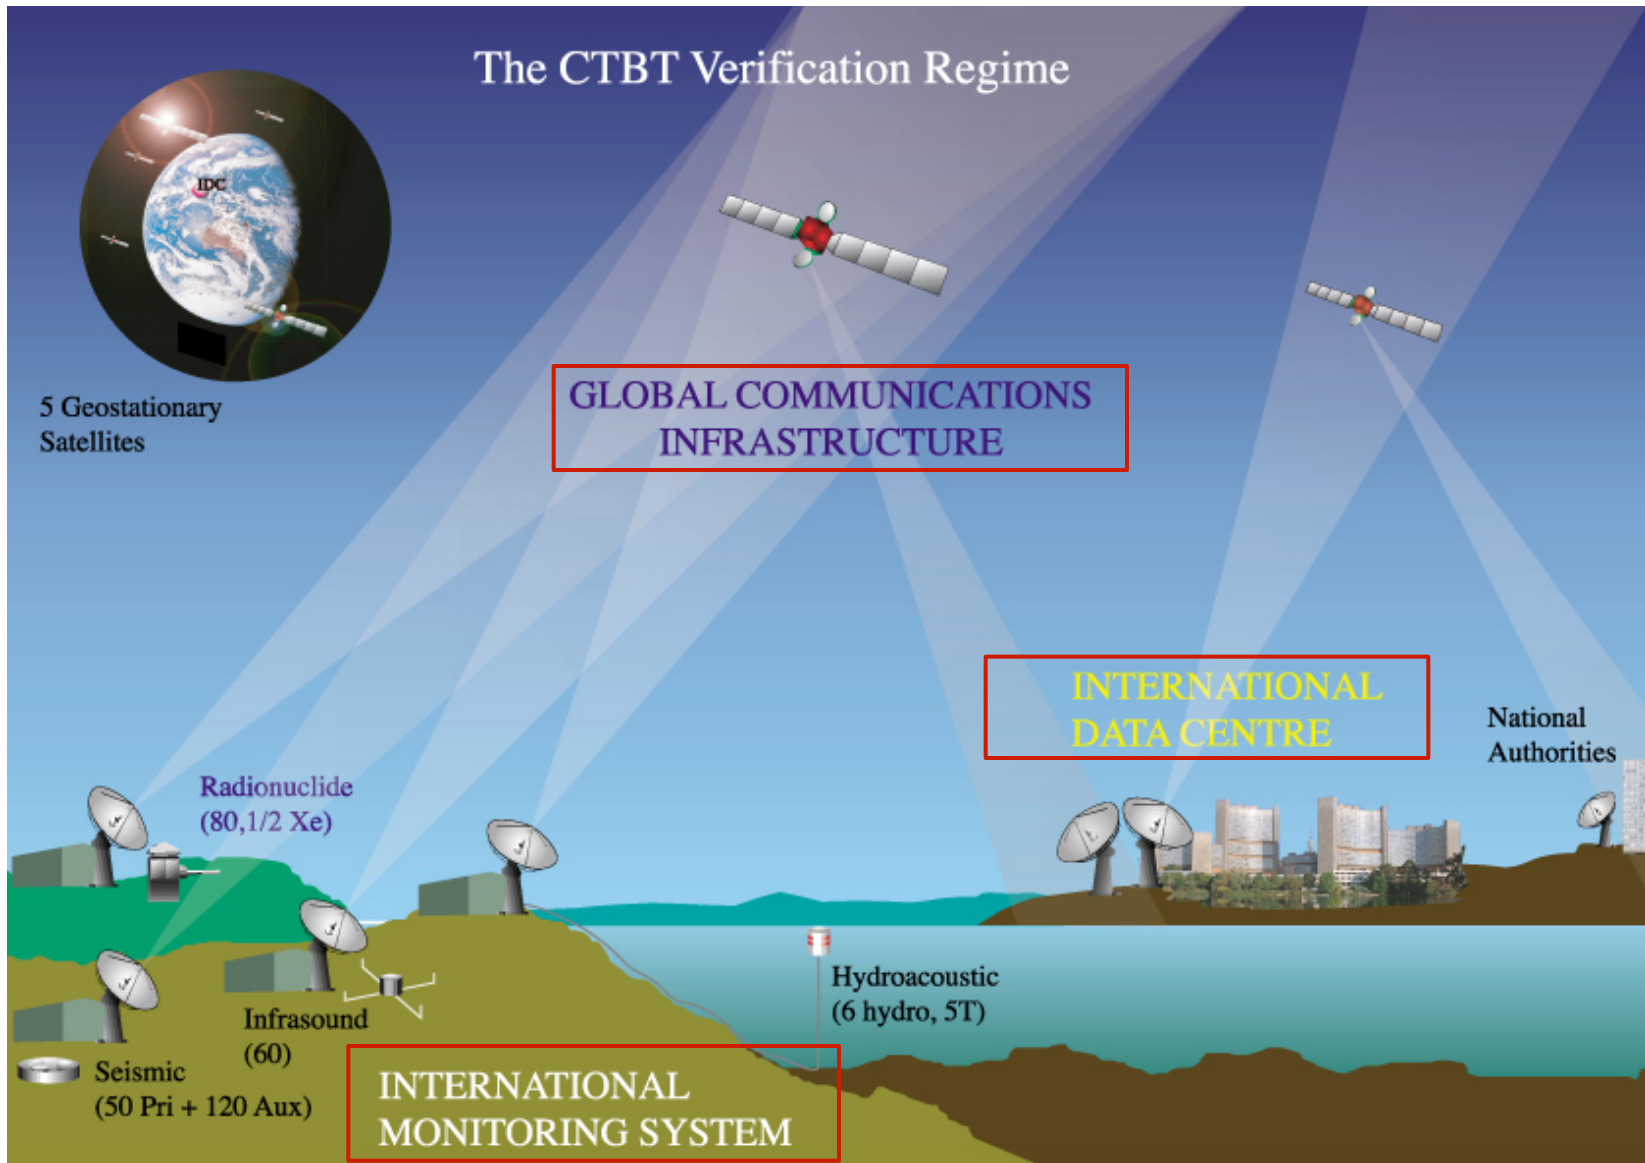 The CTBT Verification Regime
IDC
5 Geostationary
Satellites
GLOBAL COMMUNICATIONS
INFRASTRUCTURE
INTERNATIONAL
DATA CENTRE
National
Authorities
Radionuclide
(80,1/2 Xe)
Hydroacoustic
(6 hydro, 5T)
Infrasound
(60)
Seismic
(50 Pri + 120 Aux)
INTERNATIONAL
MONITORING SYSTEM